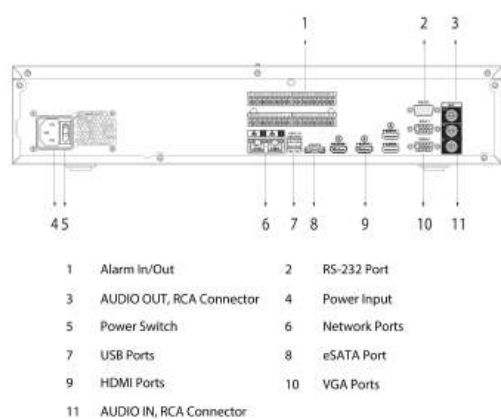 1 2 3
4 5 6 7 8 9 10 11
1 Alarm In/Out 2 RS-232 Port
3 AUDIO OUT, RCA Connector 4 Power Input
5 Power Switch 6 Network Ports
7 USB Ports 8 eSATA Port
9 HDMI Ports 10 VGA Ports
11 AUDIO IN, RCA Connector